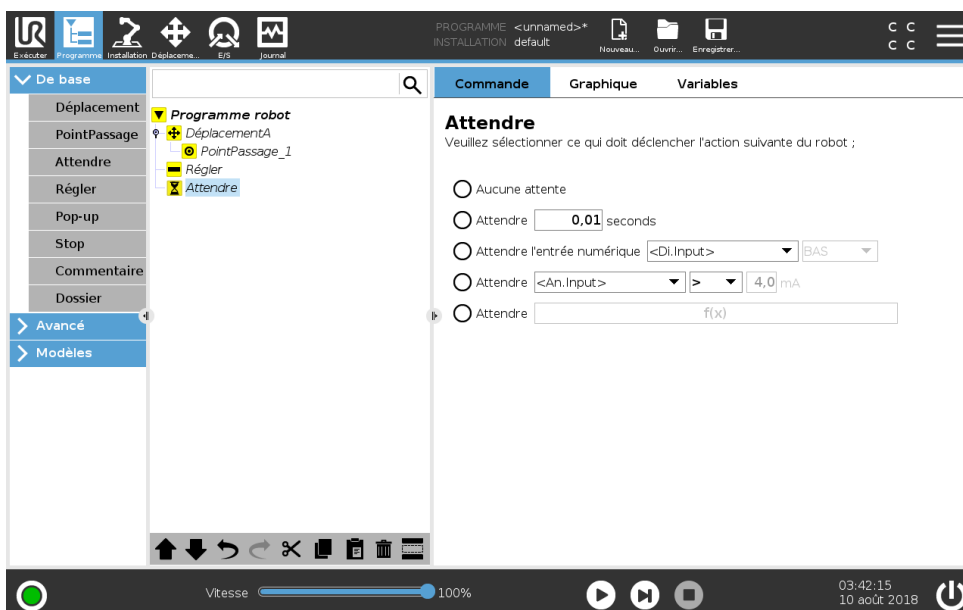 UR
PROGRAMME <unnamed>*
INSTALLATION default
C C
C C
Exécuter Programme Installation Déplaceme... E/S Journal
Nouveau... Ouvrir... Enregistrer...
De base
Déplacement
PointPassage
Attendre
Régler
Pop-up
Stop
Commentaire
Dossier
Avancé
Modèles
Programme robot
DéplacementA
PointPassage_1
Régler
Attendre
Commande Graphique Variables
Attendre
Veuillez sélectionner ce qui doit déclencher l'action suivante du robot ;
Aucune attente
Attendre 0,01 seconds
Attendre l'entrée numérique <Di.Input> BAS
Attendre <An.Input> > 4,0 mA
Attendre f(x)
Vitesse 100%
03:42:15
10 août 2018